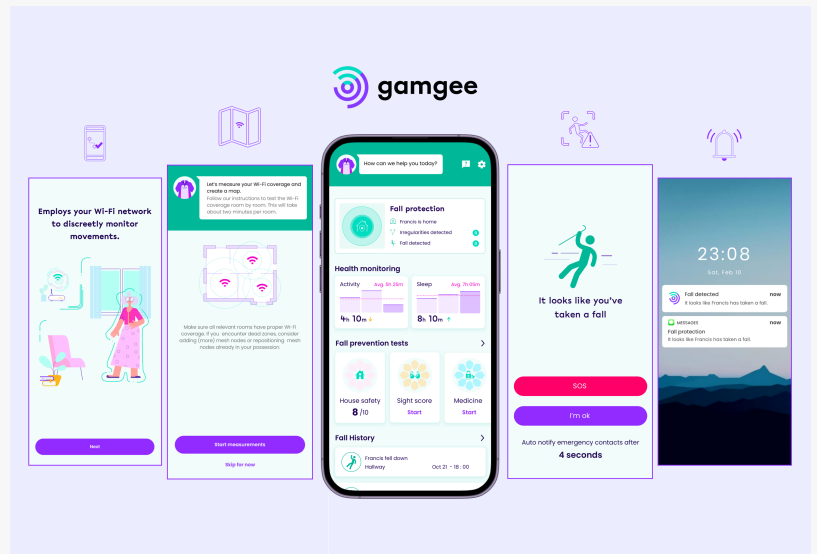 gamgee
Employs your Wi-Fi network
to discreetly monitor
movements.
Next
Let's measure your Wi-Fi coverage and
create a map.
Follow our instructions to test the Wi-Fi
coverage room by room. This will take
about two minutes per room.
Make sure all relevant rooms have proper Wi-Fi
coverage. If you encounter dead zones, consider
adding (more) mesh nodes or repositioning mesh
nodes already in your possession.
Start measurements
Skip for now
How can we help you today?
Fall protection
Francis is home
Irregularities detected
Fall detected
Health monitoring
Activity
Sleep Avg. 7h 05m
4h 10m
8h 10m
Fall prevention tests
House safety
8 /10
Sight score
Start
Medicine
Start
Fall History
Francis fell down
Hallway
Oct 21 - 18:00
It looks like you've
taken a fall
SOS
I'm ok
Auto notify emergency contacts after
4 seconds
23:08
Sat, Feb 10
Fall detected now
It looks like Francis has taken a fall.
MESSAGES now
Fall protection
It looks like Francis has taken a fall.